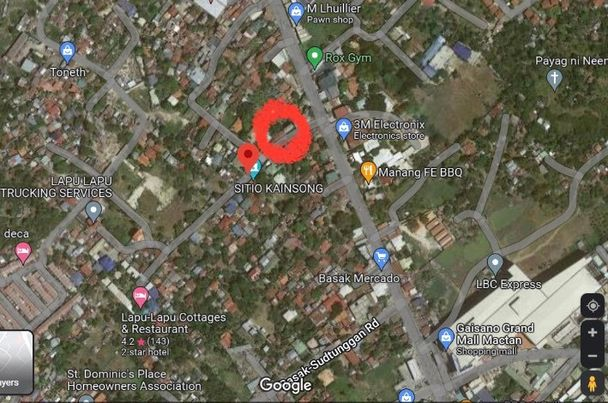 M Lhuillier
Pawn shop
Rox Gym
Toneth
Payag ni Neer
3M Electronix
Electronics store
Manang FE BBQ
SITIO KAINSONG
LAPU LAPU
TRUCKING SERVICES
deca
Basak Mercado
LBC Express
Lapu-Lapu Cottages
& Restaurant
4.2 ★ (143)
2-star hotel
Gaisano Grand
Mall Mactan
Shopping mall
Basak-Sudtunggan Rd
St. Dominic's Place
Homeowners Association
Google
yers